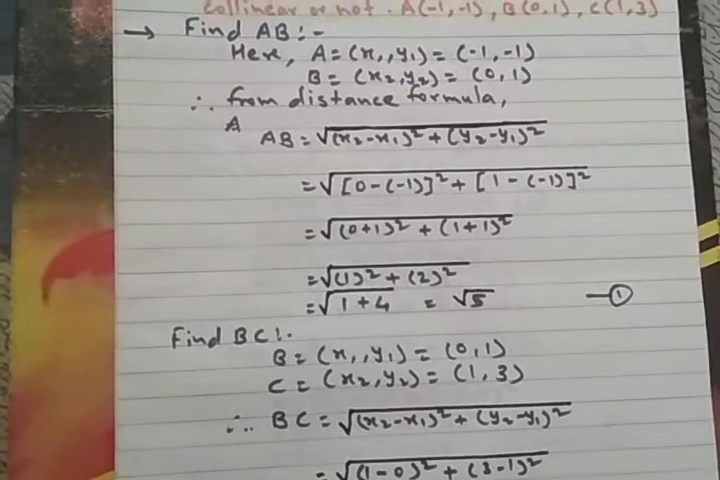 Collinear or not. A(-1,-1), B(0,1), C(1,3)
→ Find AB:-
Here, A=(x₁,y₁)=(-1,-1)
B=(x₂,y₂)=(0,1)
∴ from distance formula,
A
AB=√(x₂-x₁)²+(y₂-y₁)²
=√[0-(-1)]²+[1-(-1)]²
=√(0+1)²+(1+1)²
=√(1)²+(2)²
=√1+4 = √5 —①
Find BC:-
B=(x₁,y₁)=(0,1)
C=(x₂,y₂)=(1,3)
∴ BC=√(x₂-x₁)²+(y₂-y₁)²
=√(1-0)²+(3-1)²